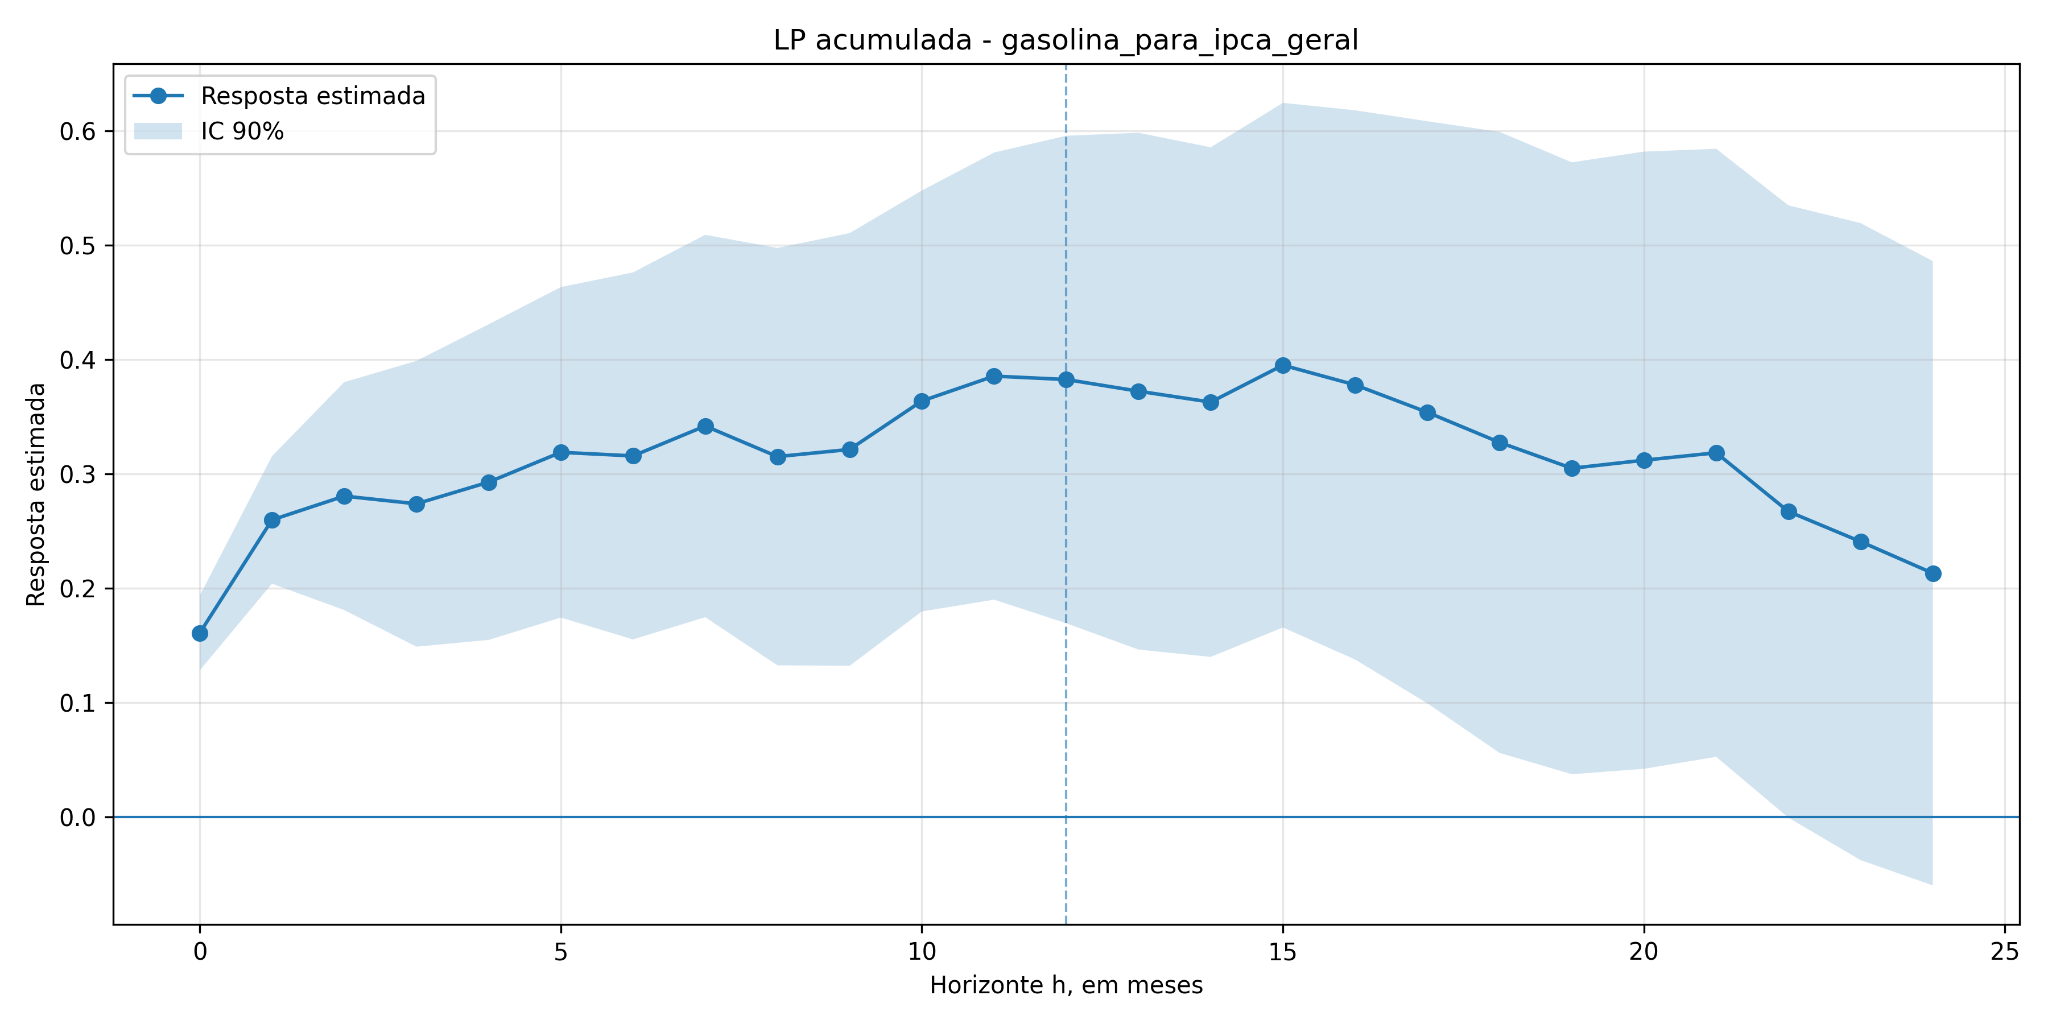 LP acumulada - gasolina_para_ipca_geral
Resposta estimada
IC 90%
Resposta estimada
0.6
0.5
0.4
0.3
0.2
0.1
0.0
0 5 10 15 20 25
Horizonte h, em meses